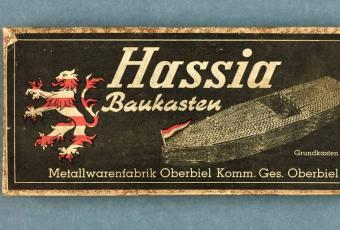 Hassia
Baukasten
Grundkasten
Metallwarenfabrik Oberbiel Komm. Ges. Oberbiel